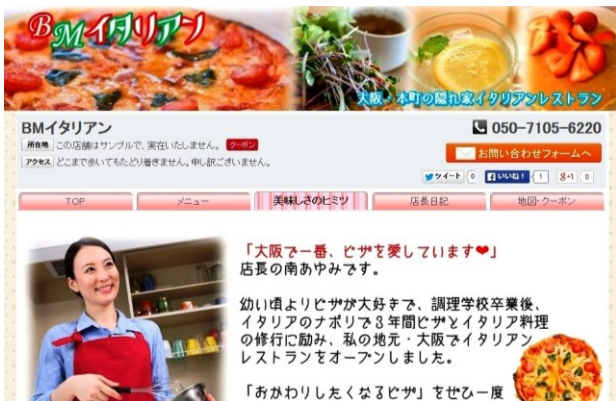 BMイタリアン
大阪・本町の隠れ家イタリアンレストラン
BMイタリアン
050-7105-6220
所在地 この店舗はサンプルで、実在いたしません。 クーポン
お問い合わせフォームへ
アクセス どこまで歩いてもたどり着きません。申し訳ございません。
ツイート 0 いいね! 1 g+1 0
TOP メニュー 美味しさのヒミツ 店長日記 地図・クーポン
「大阪で一番、ピザを愛しています❤」
店長の南あゆみです。
幼い頃よりピザが大好きで、調理学校卒業後、
イタリアのナポリで3年間ピザとイタリア料理
の修行に励み、私の地元・大阪でイタリアン
レストランをオープンしました。
「おかわりしたくなるピザ」をぜひ一度